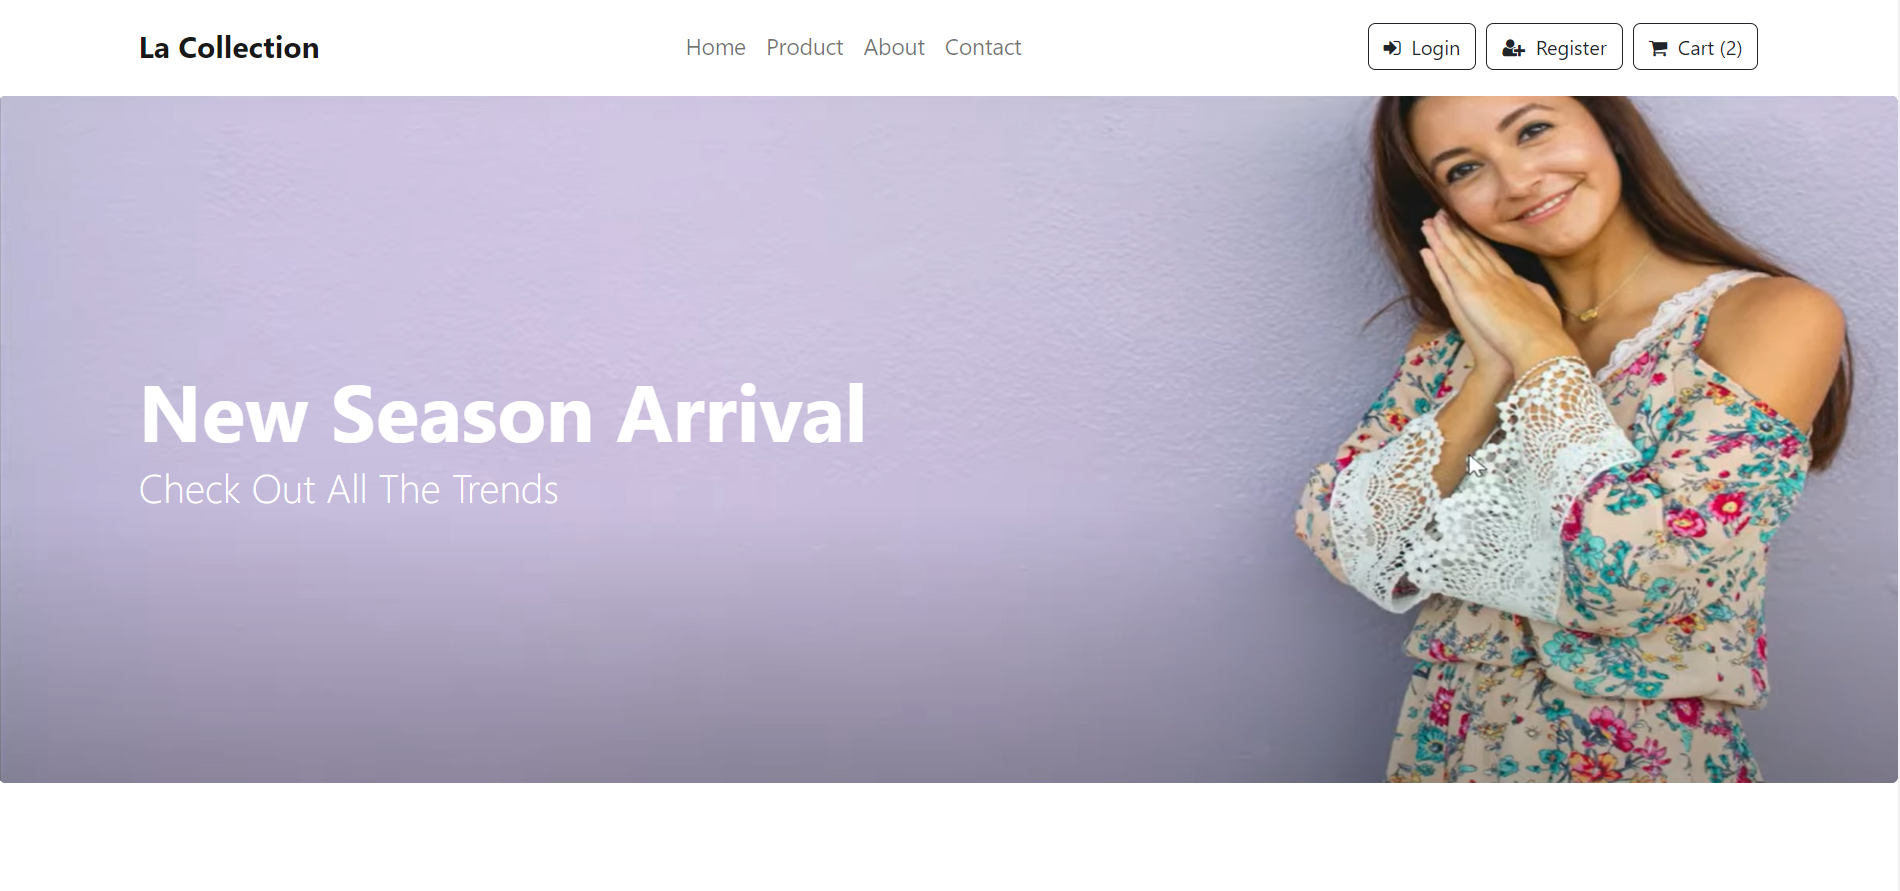 La Collection
Home Product About Contact
Login Register Cart (2)
New Season Arrival
Check Out All The Trends